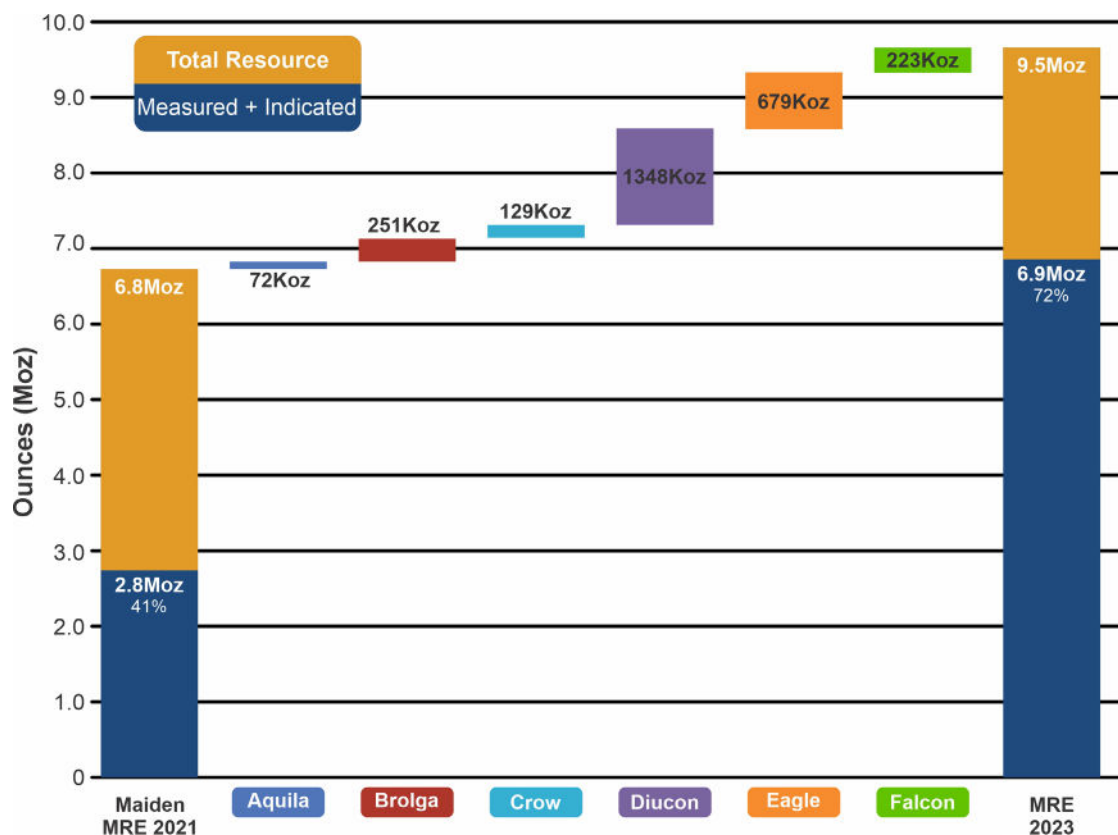 10.0
9.0
8.0
7.0
6.0
5.0
4.0
3.0
2.0
1.0
0
Ounces (Moz)
Total Resource
Measured + Indicated
6.8Moz
2.8Moz
41%
72Koz
251Koz
129Koz
1348Koz
679Koz
223Koz
9.5Moz
6.9Moz
72%
Maiden
MRE 2021
Aquila
Brolga
Crow
Diucon
Eagle
Falcon
MRE
2023